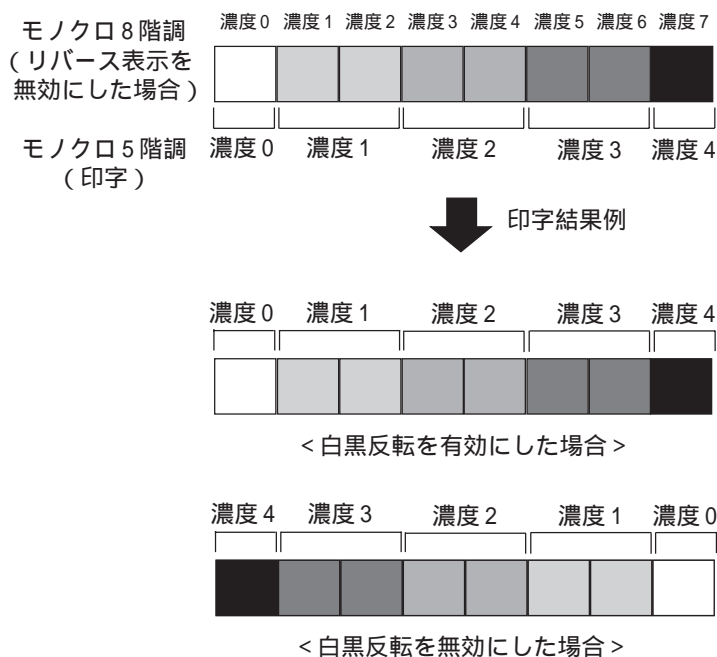 モノクロ8階調
(リバース表示を
無効にした場合)
濃度0 濃度1 濃度2 濃度3 濃度4 濃度5 濃度6 濃度7
モノクロ5階調
(印字)
濃度0 濃度1 濃度2 濃度3 濃度4
印字結果例
濃度0 濃度1 濃度2 濃度3 濃度4
<白黒反転を有効にした場合>
濃度4 濃度3 濃度2 濃度1 濃度0
<白黒反転を無効にした場合>